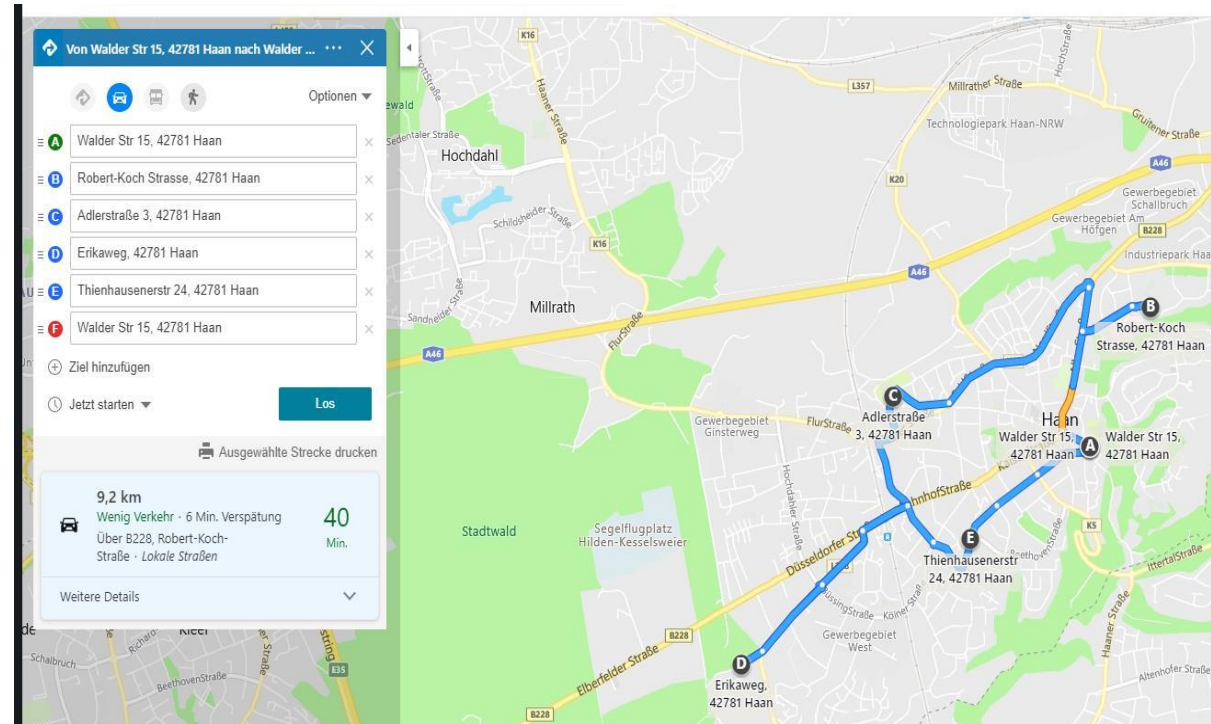 Von Walder Str 15, 42781 Haan nach Walder ...
Optionen
A Walder Str 15, 42781 Haan
B Robert-Koch Strasse, 42781 Haan
C Adlerstraße 3, 42781 Haan
D Erikaweg, 42781 Haan
E Thienhausenerstr 24, 42781 Haan
F Walder Str 15, 42781 Haan
Ziel hinzufügen
Jetzt starten
Los
Ausgewählte Strecke drucken
9,2 km
Wenig Verkehr · 6 Min. Verspätung
Über B228, Robert-Koch-
Straße · Lokale Straßen
40
Min.
Weitere Details
K16
Haaner Straße
L357
Millrather Straße
HochStraße
Technologiepark Haan-NRW
Gruitener Straße
Hochdahl
A46
K20
Gewerbegebiet
Schallbruch
Gewerbegebiet Am
Höfgen
B228
Schildsheider Straße
K16
A46
Millrath
Sandheider Straße
FlurStraße
A46
B
Robert-Koch
Strasse, 42781 Haan
C
Adlerstraße
3, 42781 Haan
Gewerbegebiet
Ginsterweg
FlurStraße
Haan
Walder Str 15,
42781 Haan
A
Walder Str 15,
42781 Haan
Hochdahler Straße
Stadtwald
Segelflugplatz
Hilden-Kesselsweier
Düsseldorfer
E
Thienhausenerstr
24, 42781 Haan
K5
IttertalStraße
Kölner
Gewerbegebiet
West
Haaner Straße
B228
Elberfelder Straße
D
Erikaweg,
42781 Haan
B228
Altenhofer Straße
Schalbruch
BeethovenStraße
E35